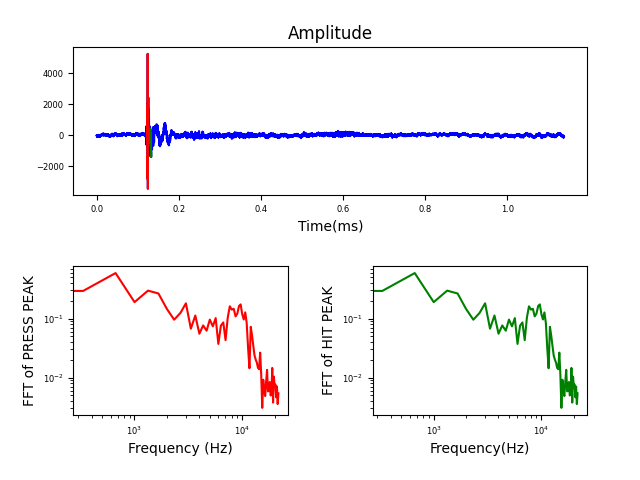 Amplitude
4000
2000
0
−2000
0.0 0.2 0.4 0.6 0.8 1.0
Time(ms)
FFT of PRESS PEAK
10⁻¹
10⁻²
10³ 10⁴
Frequency (Hz)
FFT of HIT PEAK
10⁻¹
10⁻²
10³ 10⁴
Frequency(Hz)